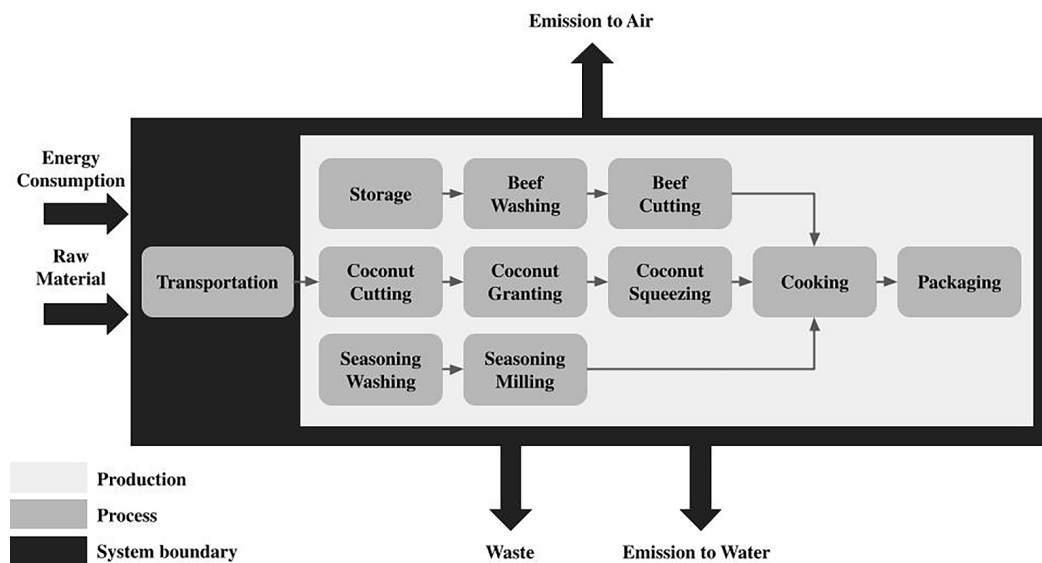 Emission to Air
Energy
Consumption
Raw
Material
Transportation
Storage
Beef
Washing
Beef
Cutting
Coconut
Cutting
Coconut
Granting
Coconut
Squeezing
Cooking
Packaging
Seasoning
Washing
Seasoning
Milling
Production
Process
System boundary
Waste
Emission to Water